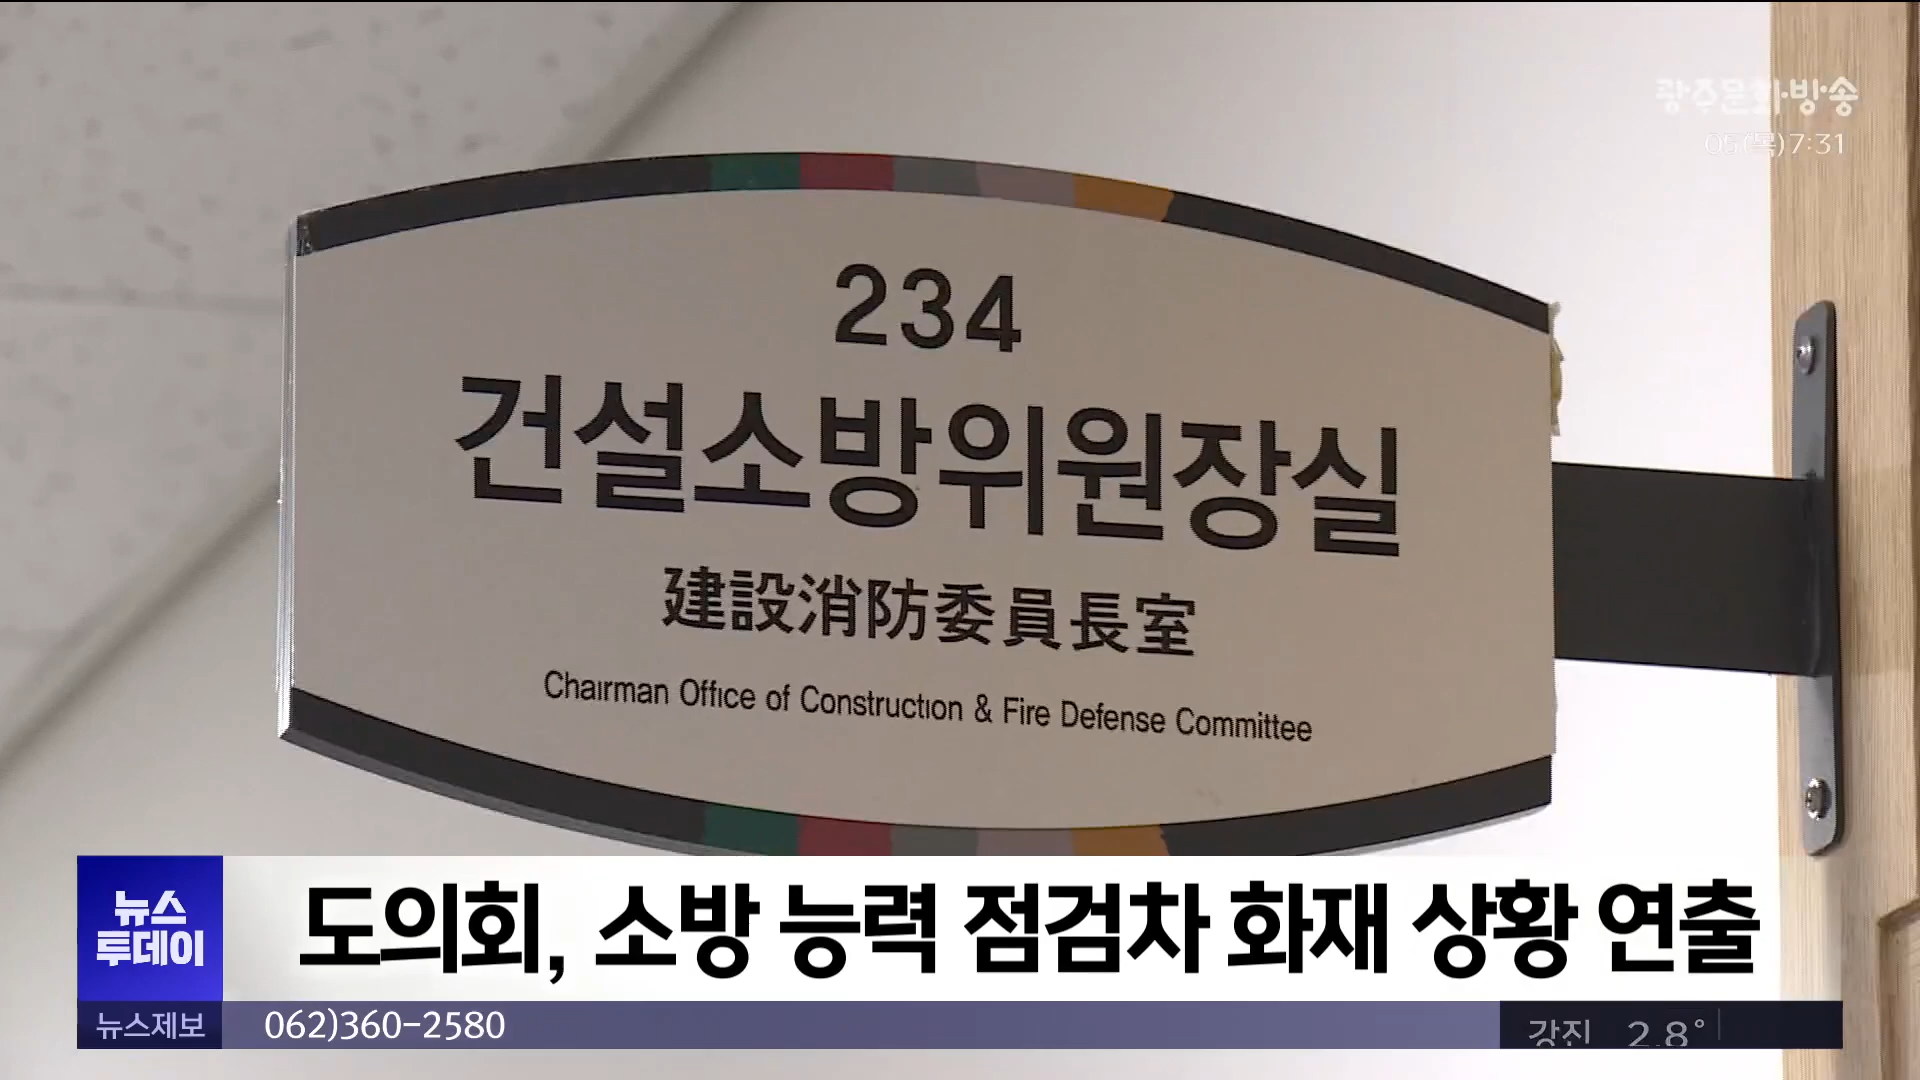 광주문화방송
05(목)7:31
234
건설소방위원장실
建設消防委員長室
Chairman Office of Construction & Fire Defense Committee
뉴스
투데이
도의회, 소방 능력 점검차 화재 상황 연출
뉴스제보
062)360-2580
강진 2.8°